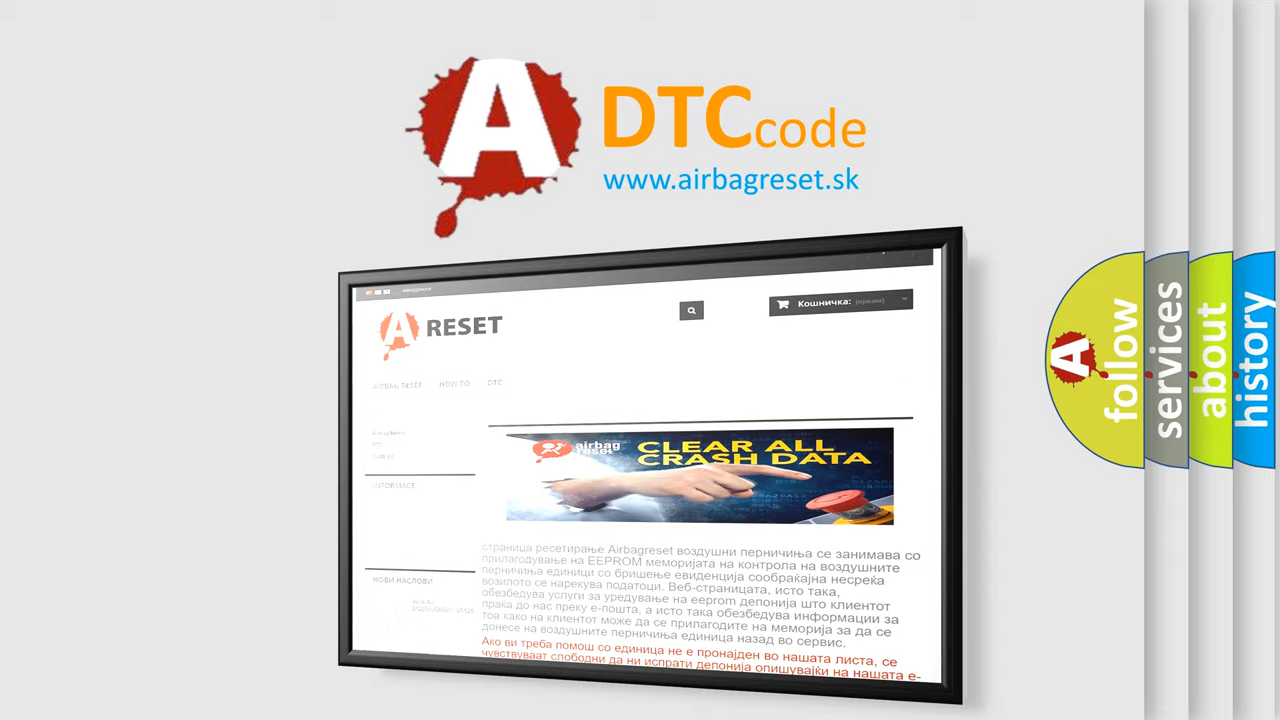 A
DTC code
www.airbagreset.sk
A RESET
Кошничка: (празна)
AIRBAG RESET HOW TO DTC
airbag
reset
CLEAR ALL
CRASH DATA
INFORMACE
НОВИ НАСЛОВИ
страница ресетирање Airbagreset воздушни перничиња се занимава со
прилагодување на EEPROM меморијата на контрола на воздушните
перничиња единици со бришење евиденција сообраќајна несреќа
возилото се нарекува податоци. Веб-страницата, исто така,
обезбедува услуги за уредување на eeprom депонија што клиентот
праќа до нас преку е-пошта, а исто така обезбедува информации за
тоа како на клиентот може да се прилагодите на меморија за да се
донесе на воздушните перничиња единица назад во сервис.
Ако ви треба помош со единица не е пронајден во нашата листа, се
чувствуваат слободни да ни испрати депонија опишувајќи на нашата е-
A
follow
services
about
history